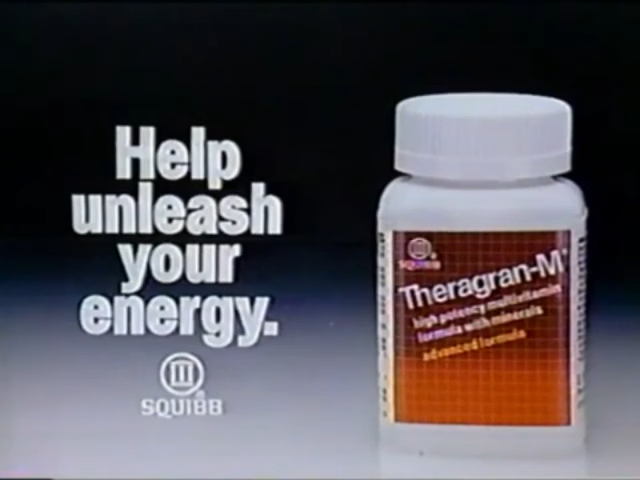 Help
unleash
your
energy.
SQUIBB
SQUIBB
Theragran-M
high potency multivitamin
formula with minerals
advanced formula